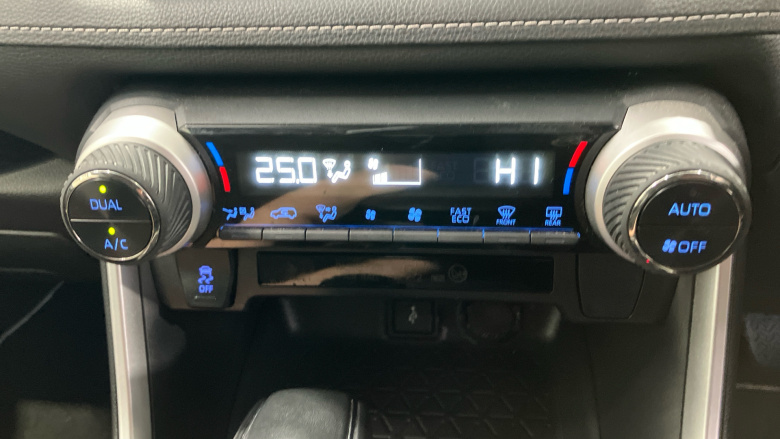 25.0
HI
DUAL
A/C
FAST
ECO
FRONT
REAR
AUTO
OFF
OFF